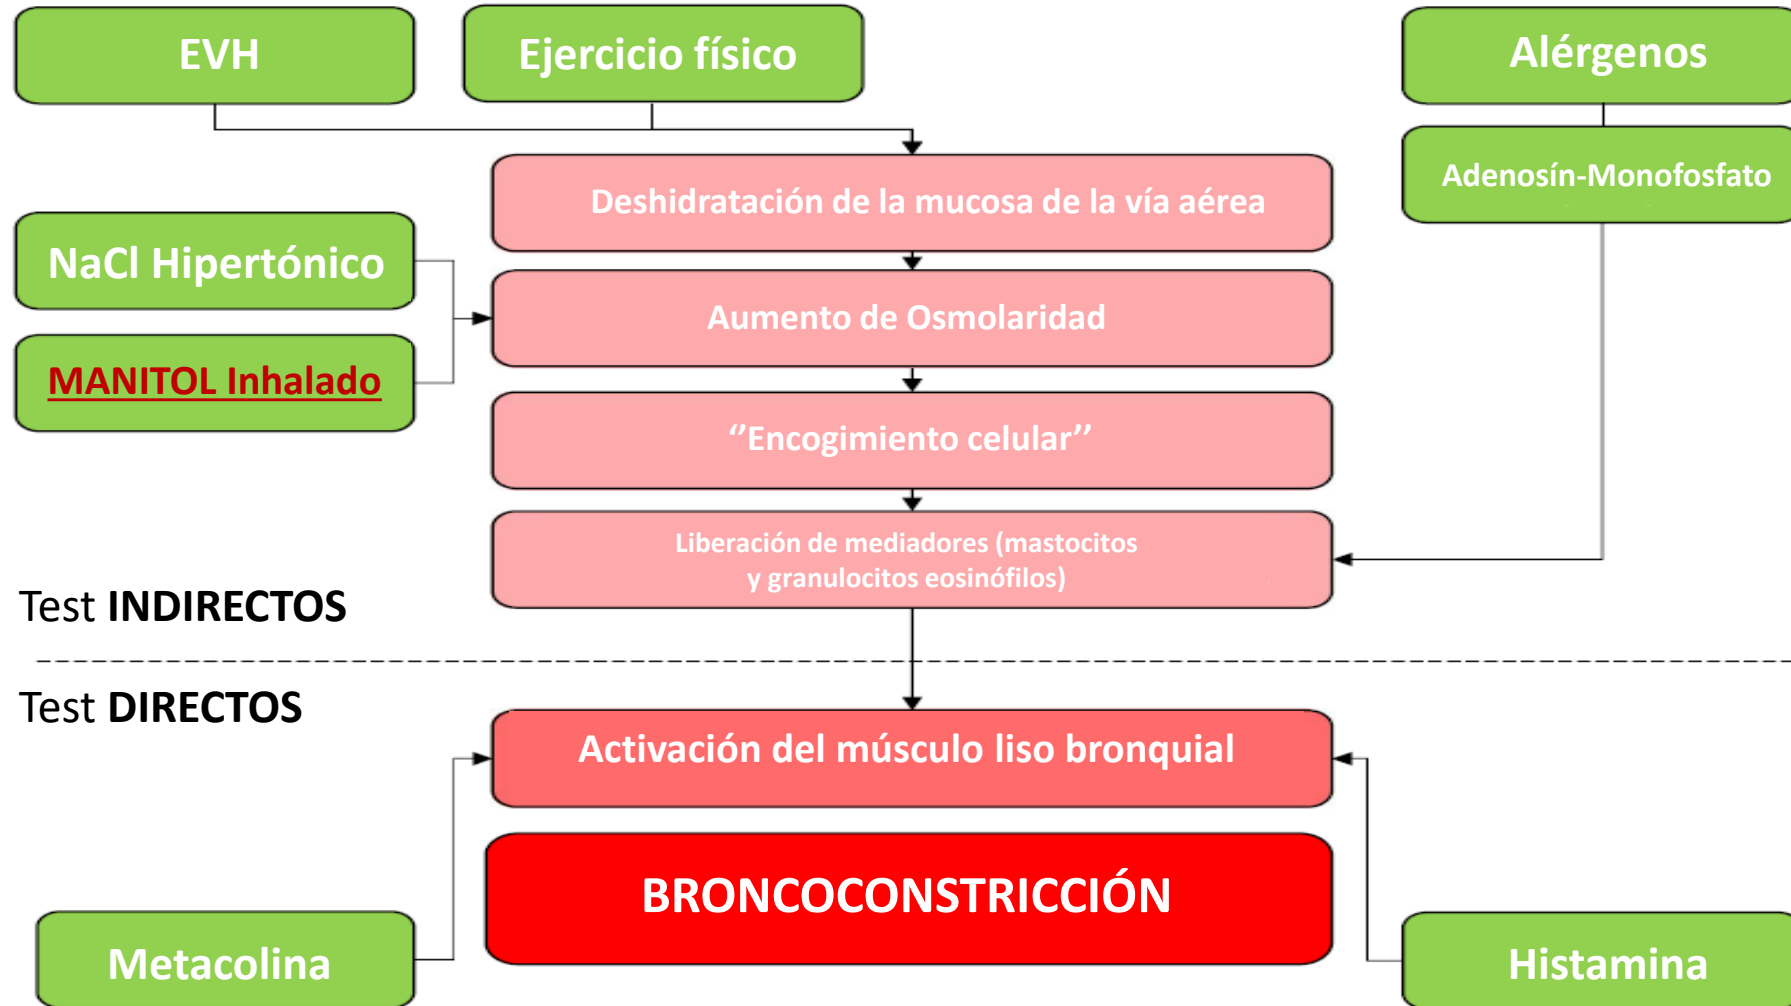 EVH
Ejercicio físico
Alérgenos
Adenosín-Monofosfato
Deshidratación de la mucosa de la vía aérea
NaCl Hipertónico
Aumento de Osmolaridad
MANITOL Inhalado
‘’Encogimiento celular’’
Liberación de mediadores (mastocitos
y granulocitos eosinófilos)
Test INDIRECTOS
Test DIRECTOS
Activación del músculo liso bronquial
BRONCOCONSTRICCIÓN
Metacolina
Histamina